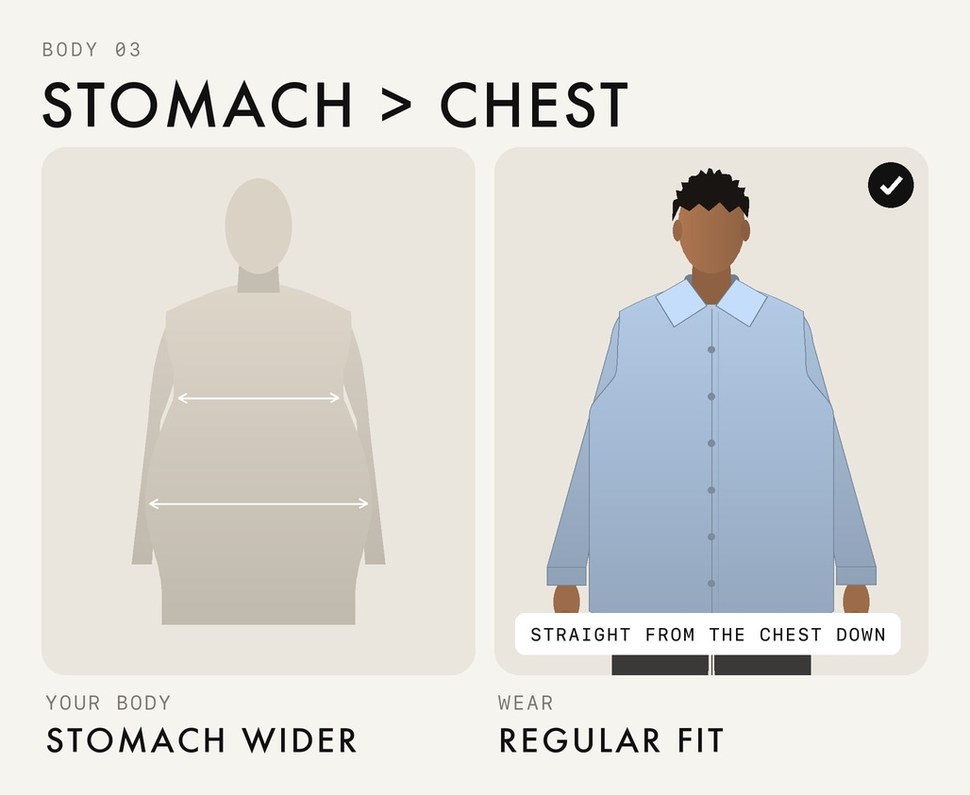 BODY 03
STOMACH > CHEST
STRAIGHT FROM THE CHEST DOWN
YOUR BODY
STOMACH WIDER
WEAR
REGULAR FIT